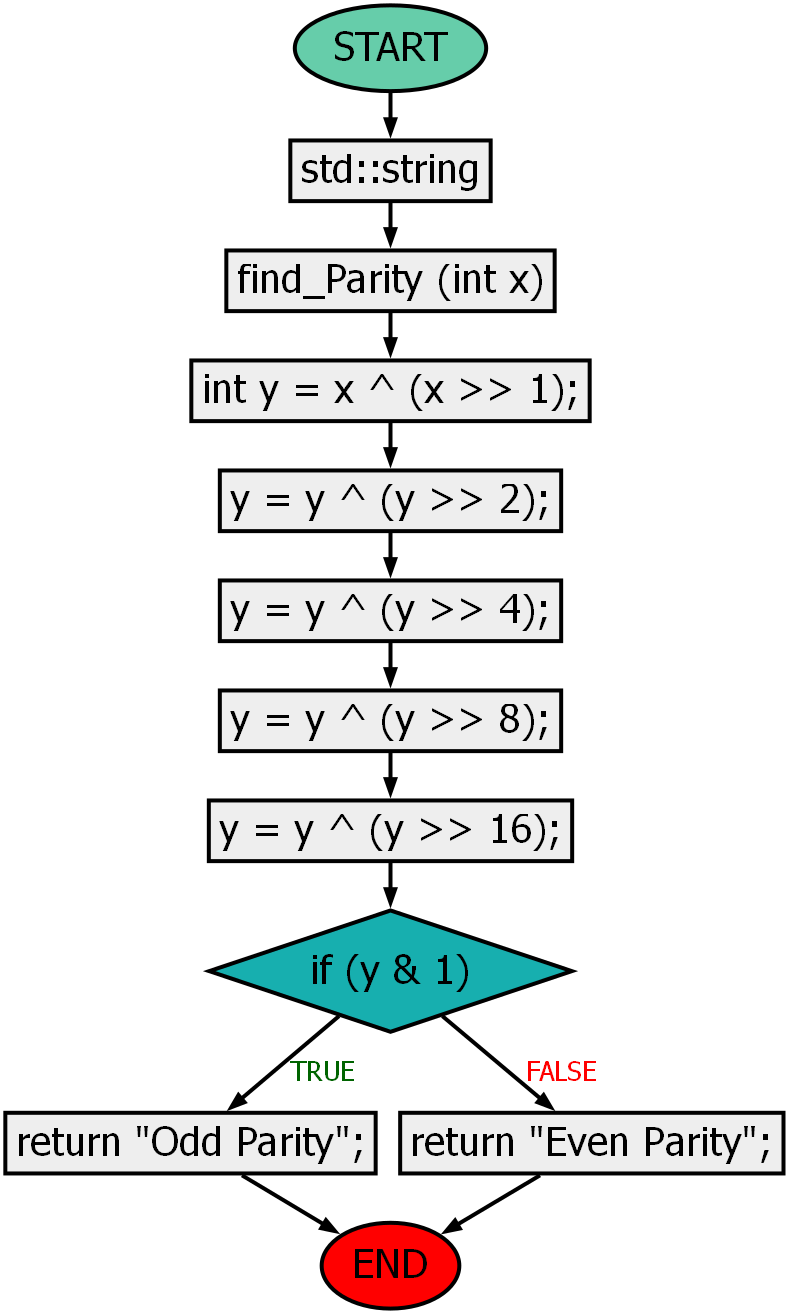 START
std::string
find_Parity (int x)
int y = x ^ (x >> 1);
y = y ^ (y >> 2);
y = y ^ (y >> 4);
y = y ^ (y >> 8);
y = y ^ (y >> 16);
if (y & 1)
TRUE
FALSE
return "Odd Parity";
return "Even Parity";
END